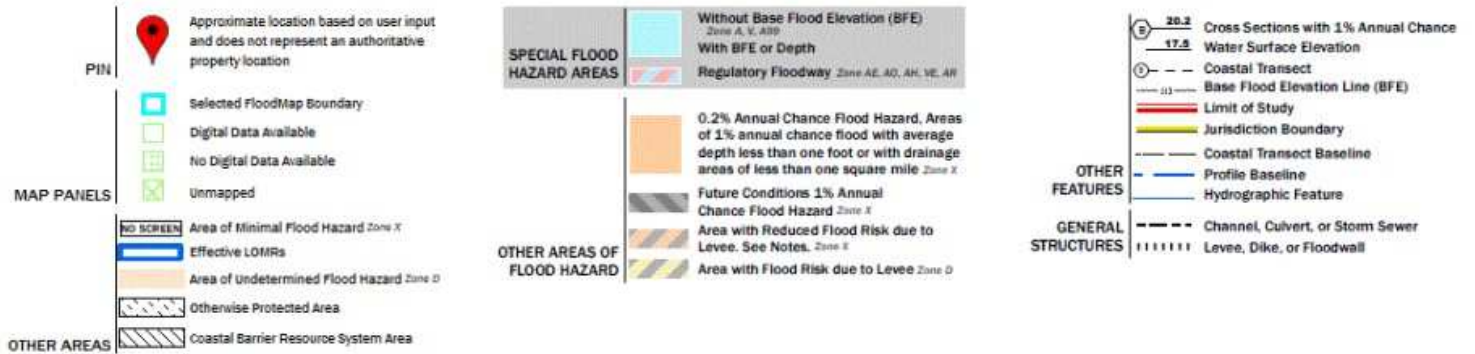 PIN
Approximate location based on user input
and does not represent an authoritative
property location
MAP PANELS
Selected FloodMap Boundary
Digital Data Available
No Digital Data Available
Unmapped
OTHER AREAS
NO SCREEN Area of Minimal Flood Hazard Zone X
Effective LOMRs
Area of Undetermined Flood Hazard Zone D
Otherwise Protected Area
Coastal Barrier Resource System Area
SPECIAL FLOOD
HAZARD AREAS
Without Base Flood Elevation (BFE)
Zone A, V, A99
With BFE or Depth
Regulatory Floodway Zone AE, AO, AH, VE, AR
OTHER AREAS OF
FLOOD HAZARD
0.2% Annual Chance Flood Hazard, Areas
of 1% annual chance flood with average
depth less than one foot or with drainage
areas of less than one square mile Zone X
Future Conditions 1% Annual
Chance Flood Hazard Zone X
Area with Reduced Flood Risk due to
Levee. See Notes. Zone X
Area with Flood Risk due to Levee Zone D
OTHER
FEATURES
20.2 Cross Sections with 1% Annual Chance
17.5 Water Surface Elevation
Coastal Transect
Base Flood Elevation Line (BFE)
Limit of Study
Jurisdiction Boundary
Coastal Transect Baseline
Profile Baseline
Hydrographic Feature
GENERAL
STRUCTURES
Channel, Culvert, or Storm Sewer
Levee, Dike, or Floodwall